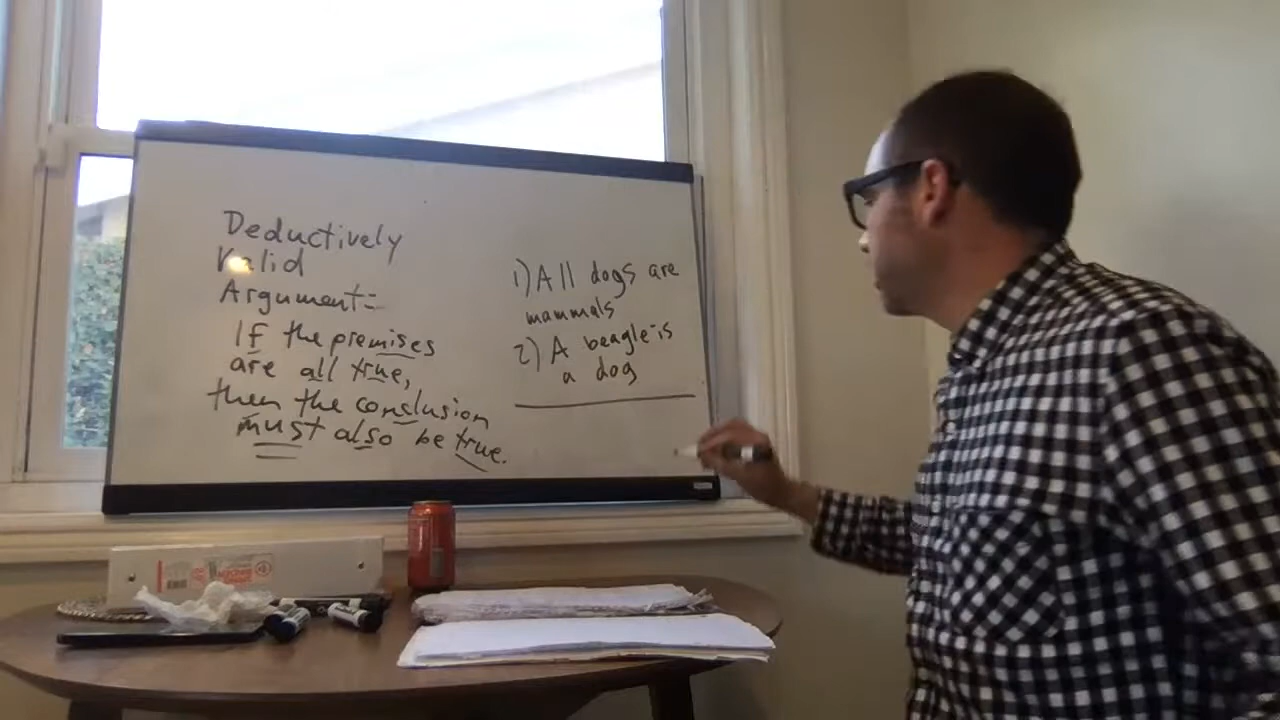 Deductively
Valid
Argument:
If the premises
are all true,
then the conclusion
must also be true.
1) All dogs are
mammals
2) A beagle is
a dog